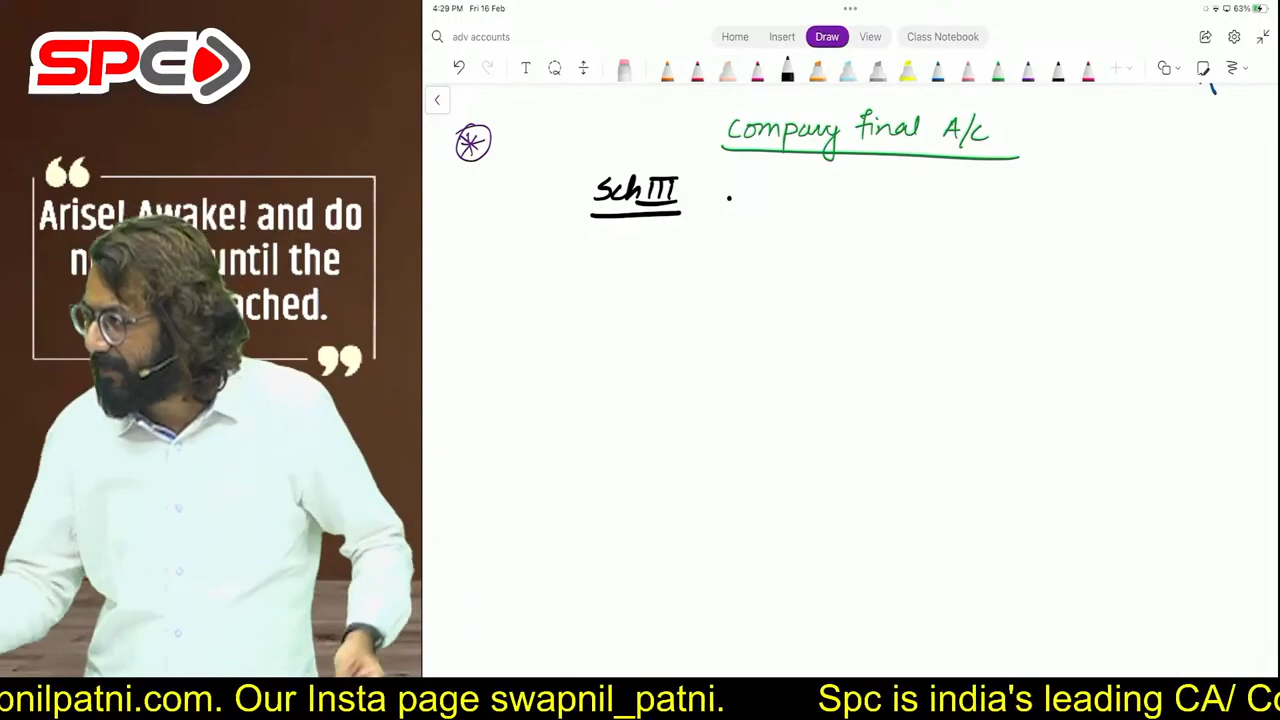 4:29 PM Fri 16 Feb
63%
adv accounts
Home Insert Draw View Class Notebook
SPC
Company final A/C
Sch III
Arise! Awake! and do
until the
ached.
pnilpatni.com. Our Insta page swapnil_patni. Spc is india's leading CA/ Co